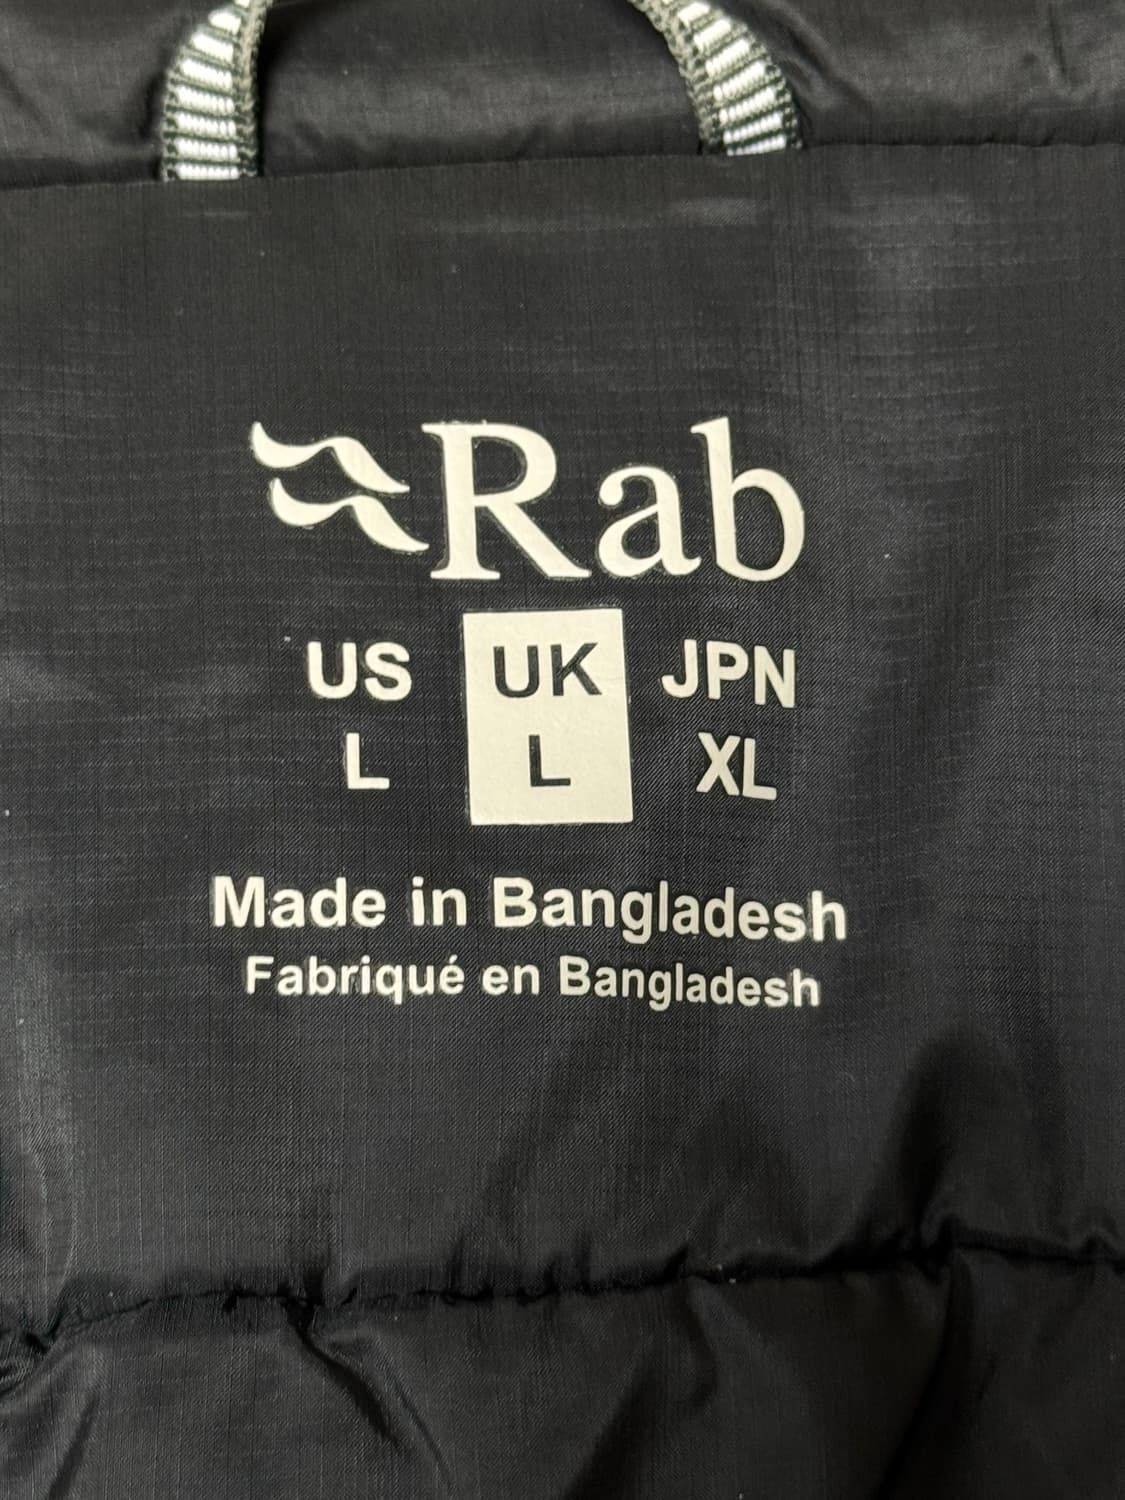 Rab
US UK JPN
L L XL
Made in Bangladesh
Fabriqué en Bangladesh